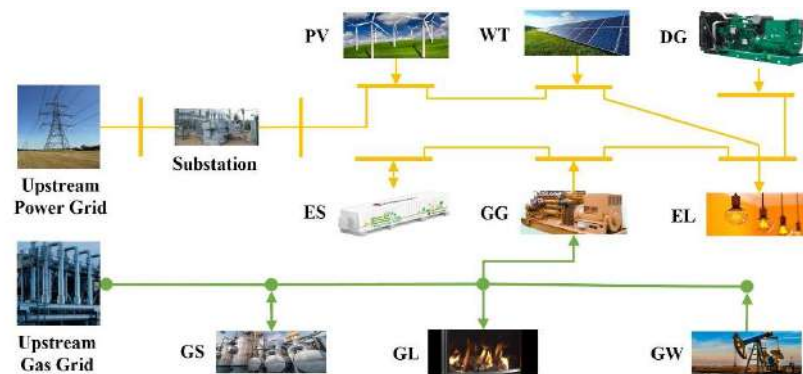 PV
WT
DG
Upstream
Power Grid
Substation
ES
GG
EL
Upstream
Gas Grid
GS
GL
GW